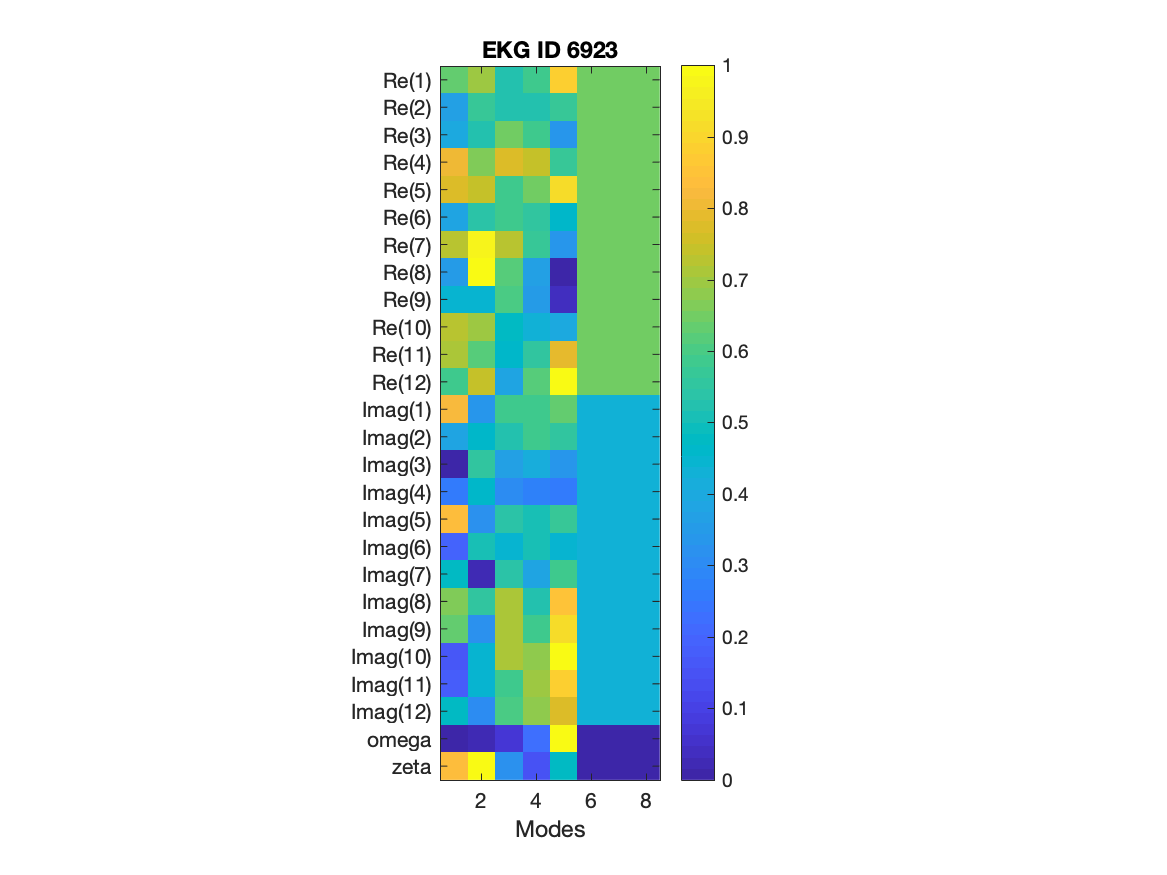 EKG ID 6923
Re(1)
Re(2)
Re(3)
Re(4)
Re(5)
Re(6)
Re(7)
Re(8)
Re(9)
Re(10)
Re(11)
Re(12)
Imag(1)
Imag(2)
Imag(3)
Imag(4)
Imag(5)
Imag(6)
Imag(7)
Imag(8)
Imag(9)
Imag(10)
Imag(11)
Imag(12)
omega
zeta
2 4 6 8
Modes
1
0.9
0.8
0.7
0.6
0.5
0.4
0.3
0.2
0.1
0